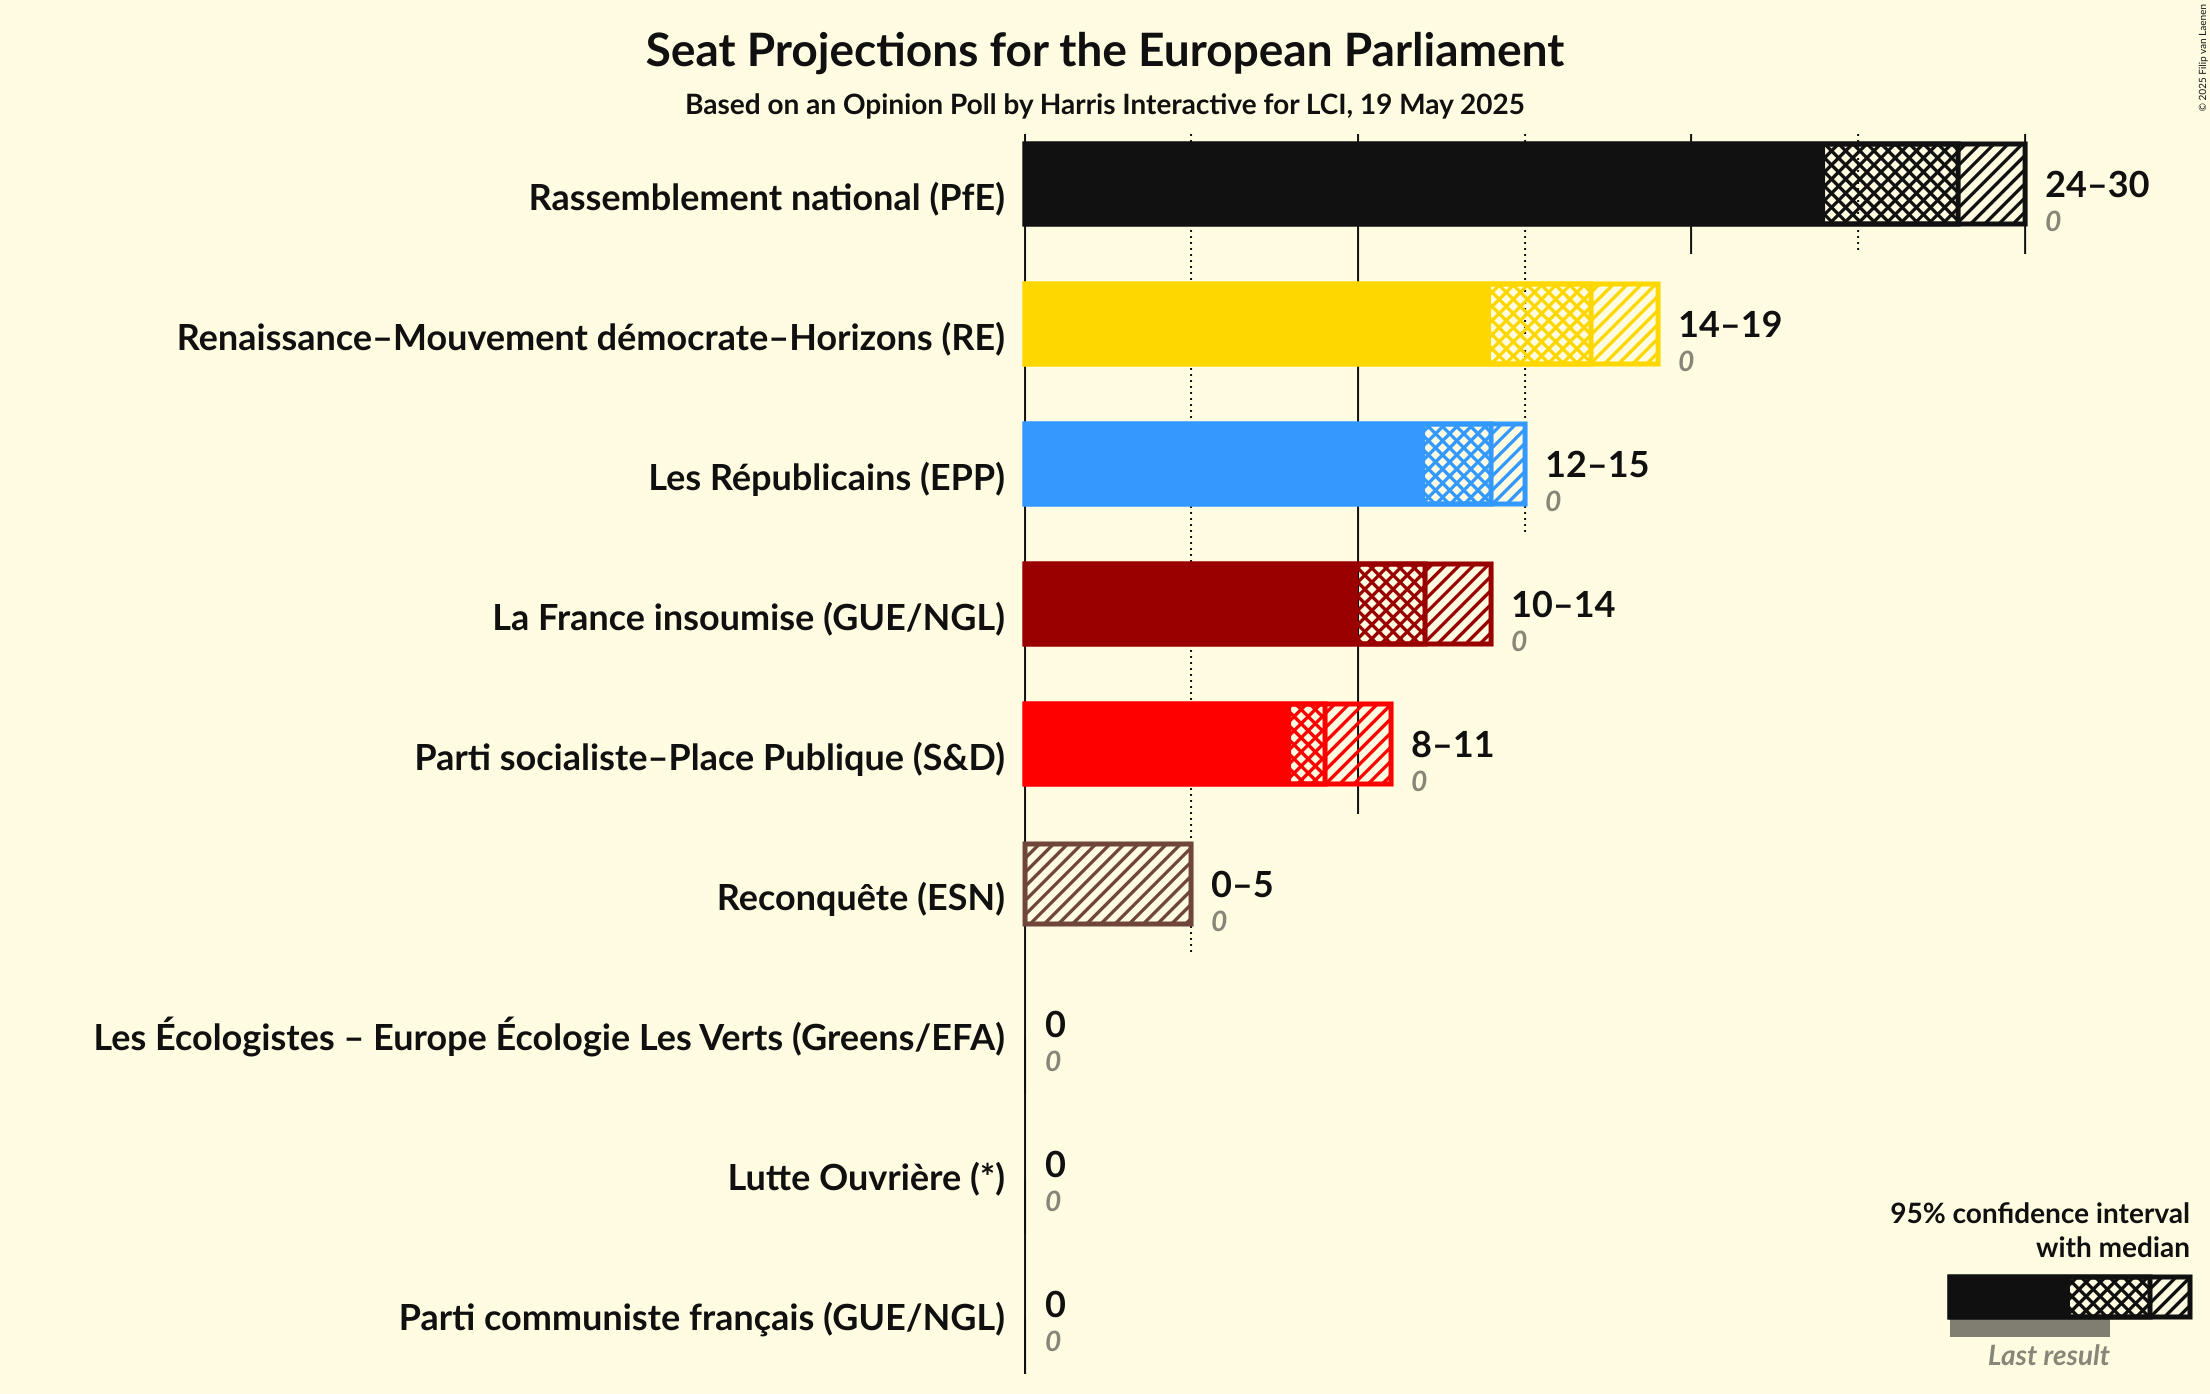 Seat Projections for the European Parliament
Based on an Opinion Poll by Harris Interactive for LCI, 19 May 2025
© 2025 Filip van Laenen
Rassemblement national (PfE)
24–30
0
Renaissance–Mouvement démocrate–Horizons (RE)
14–19
0
Les Républicains (EPP)
12–15
0
La France insoumise (GUE/NGL)
10–14
0
Parti socialiste–Place Publique (S&D)
8–11
0
Reconquête (ESN)
0–5
0
Les Écologistes – Europe Écologie Les Verts (Greens/EFA)
0
0
Lutte Ouvrière (*)
0
0
Parti communiste français (GUE/NGL)
0
0
95% confidence interval
with median
Last result